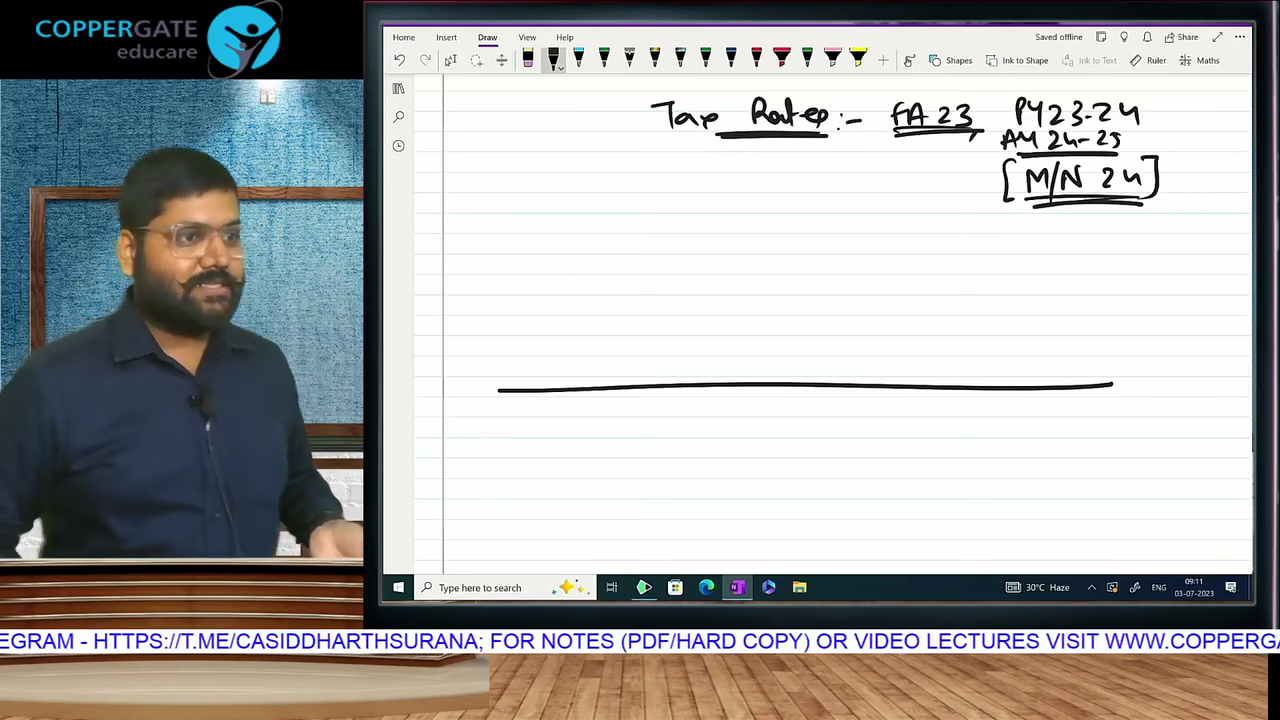 COPPERGATE
educare
Home Insert Draw View Help
Saved offline Share
Shapes Ink to Shape Ink to Text Ruler Maths
Tax Rates :- FA 23 PY 23-24
AY 24-25
[M/N 24]
Type here to search
30°C Haze ENG 09:11
03-07-2023
EGRAM - HTTPS://T.ME/CASIDDHARTHSURANA; FOR NOTES (PDF/HARD COPY) OR VIDEO LECTURES VISIT WWW.COPPERGA